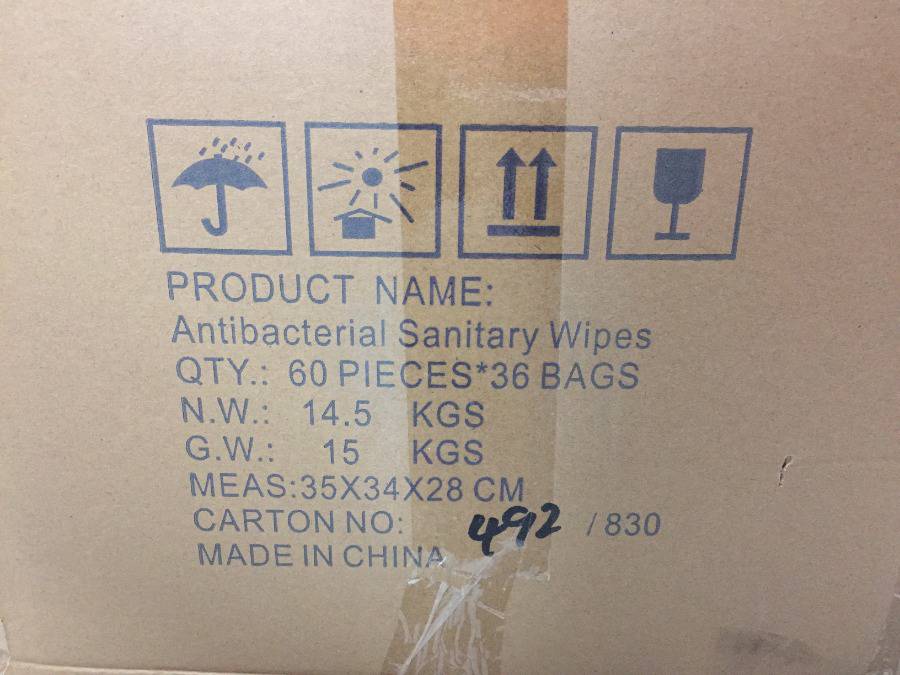 PRODUCT NAME:
Antibacterial Sanitary Wipes
QTY.: 60 PIECES*36 BAGS
N.W.: 14.5 KGS
G.W.: 15 KGS
MEAS:35X34X28 CM
CARTON NO: 492 / 830
MADE IN CHINA